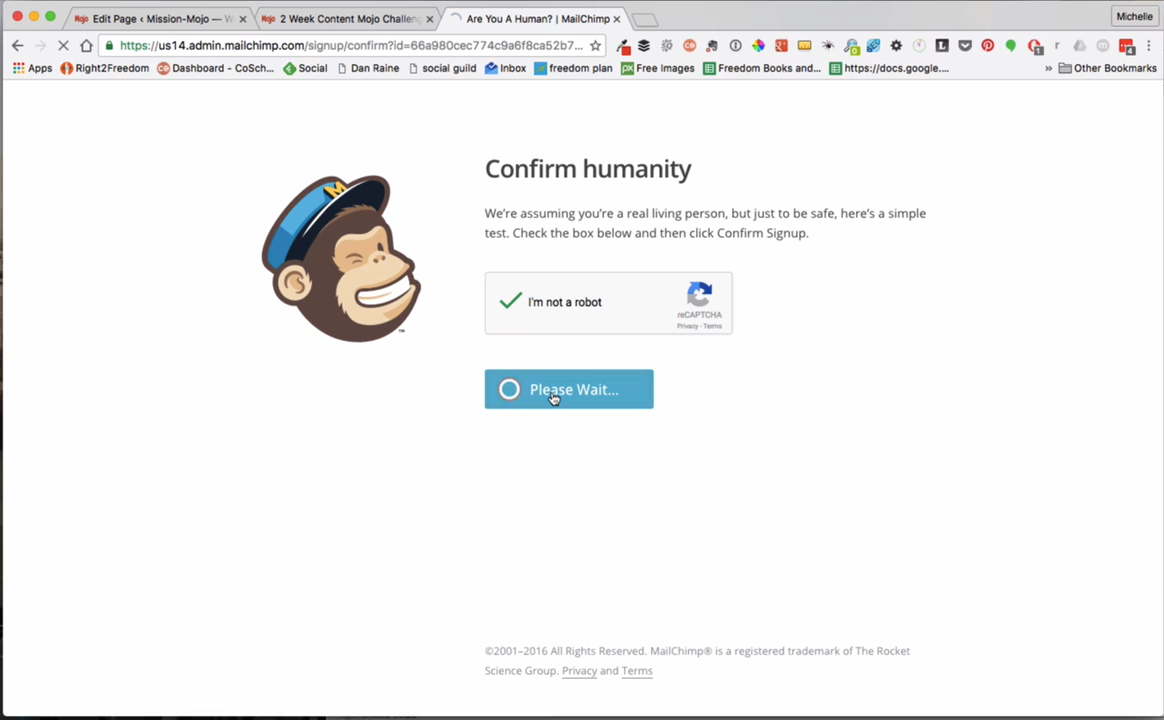 Edit Page ‹ Mission-Mojo — W
Mojo 2 Week Content Mojo Challeng
Are You A Human? | MailChimp
Michelle
https://us14.admin.mailchimp.com/signup/confirm?id=66a980cec774c9a6f8ca52b7...
Apps Right2Freedom Dashboard - CoSch... Social Dan Raine social guild Inbox freedom plan Free Images Freedom Books and... https://docs.google.... » Other Bookmarks
M
Confirm humanity
We're assuming you're a real living person, but just to be safe, here's a simple
test. Check the box below and then click Confirm Signup.
I'm not a robot
reCAPTCHA
Privacy - Terms
Please Wait...
™
©2001–2016 All Rights Reserved. MailChimp® is a registered trademark of The Rocket
Science Group. Privacy and Terms